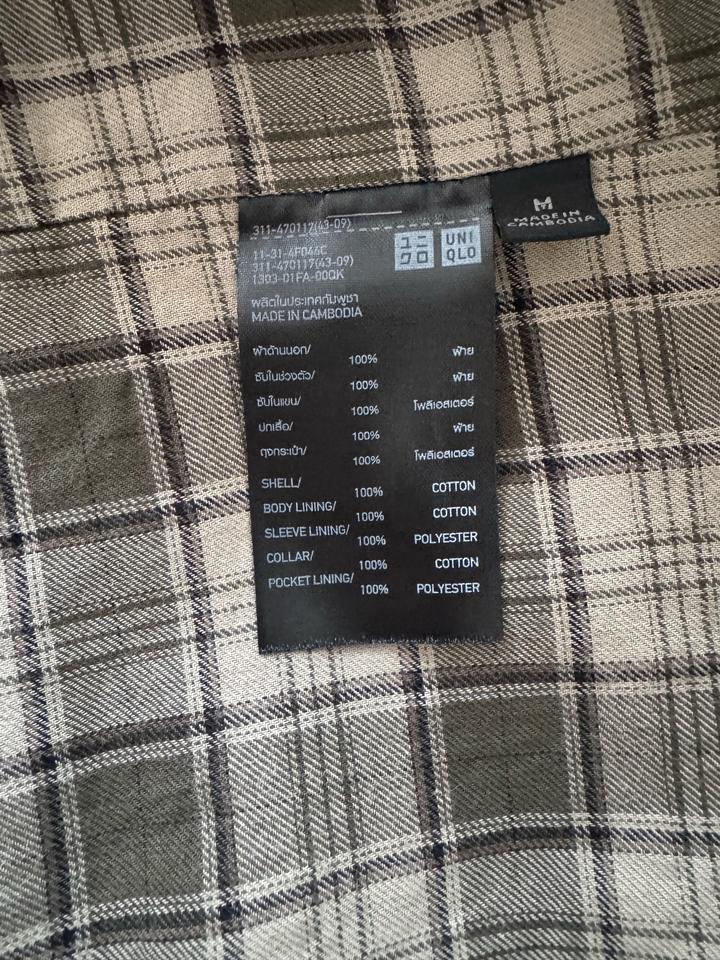 311-470117(43-09)
11-31-4F044C
311-470117(43-09)
1303-01FA-00QK
ユニ
クロ
UNI
QLO
M
MADE IN
CAMBODIA
ผลิตในประเทศกัมพูชา
MADE IN CAMBODIA
ผ้าด้านนอก/ 100% ฝ้าย
ซับในช่วงตัว/ 100% ฝ้าย
ซับในแขน/ 100% โพลีเอสเตอร์
ปกเสื้อ/ 100% ฝ้าย
ถุงกระเป๋า/ 100% โพลีเอสเตอร์
SHELL/ 100% COTTON
BODY LINING/ 100% COTTON
SLEEVE LINING/ 100% POLYESTER
COLLAR/ 100% COTTON
POCKET LINING/ 100% POLYESTER